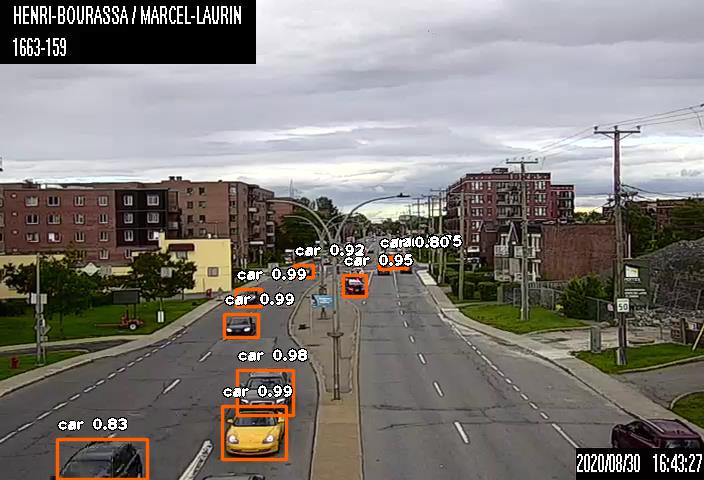 HENRI-BOURASSA / MARCEL-LAURIN
1663-159
car 0.80
car 0.92
car 0.95
car 0.99
car 0.99
car 0.98
car 0.99
car 0.83
50
2020/08/30 16:43:27